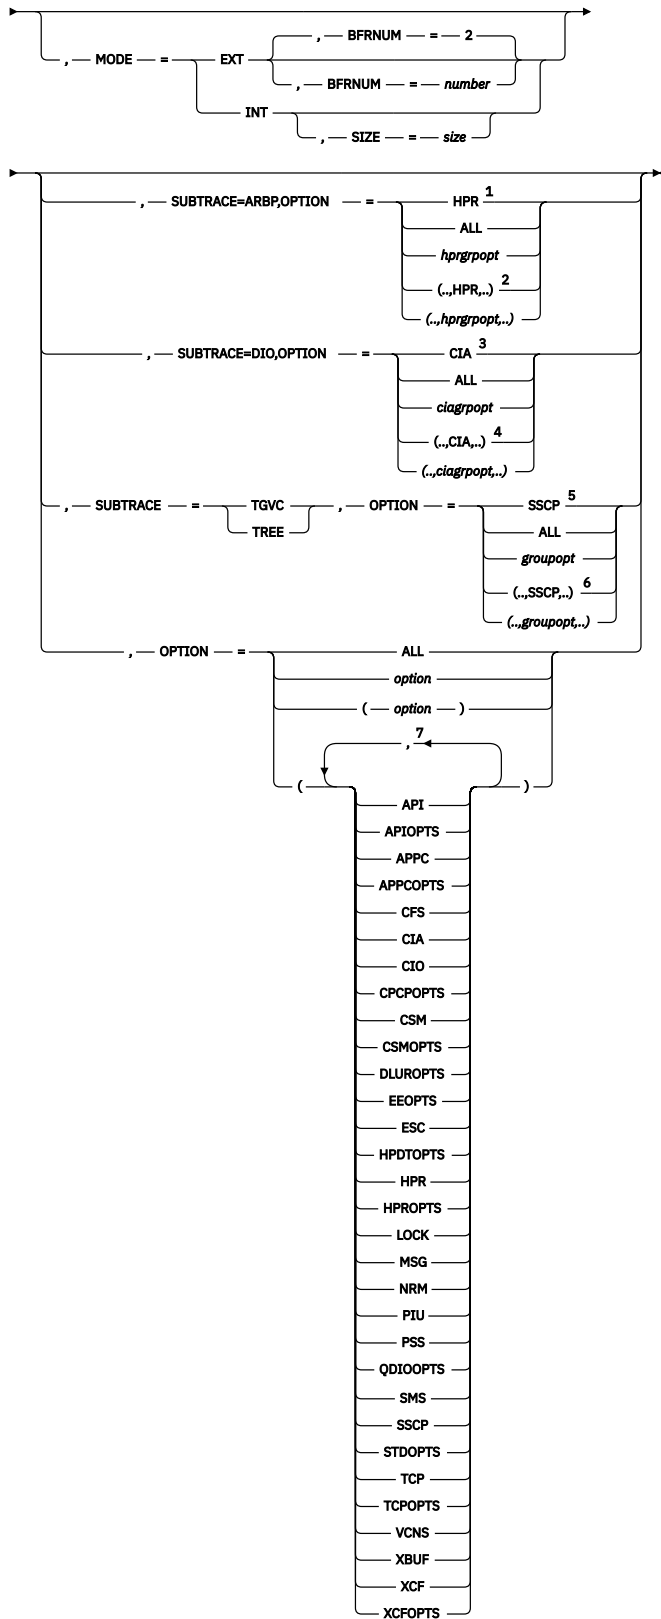 , BFRNUM = 2
, MODE = EXT
, BFRNUM = number
INT
, SIZE = size
, SUBTRACE=ARBP,OPTION = HPR 1
ALL
hprgrpopt
(..,HPR,..) 2
(..,hprgrpopt,..)
, SUBTRACE=DIO,OPTION = CIA 3
ALL
ciagrpopt
(..,CIA,..) 4
(..,ciagrpopt,..)
, SUBTRACE = TGVC , OPTION = SSCP 5
TREE
ALL
groupopt
(..,SSCP,..) 6
(..,groupopt,..)
, OPTION = ALL
option
( option )
, 7
( )
API
APIOPTS
APPC
APPCOPTS
CFS
CIA
CIO
CPCPOPTS
CSM
CSMOPTS
DLUROPTS
EEOPTS
ESC
HPDTOPTS
HPR
HPROPTS
LOCK
MSG
NRM
PIU
PSS
QDIOOPTS
SMS
SSCP
STDOPTS
TCP
TCPOPTS
VCNS
XBUF
XCF
XCFOPTS